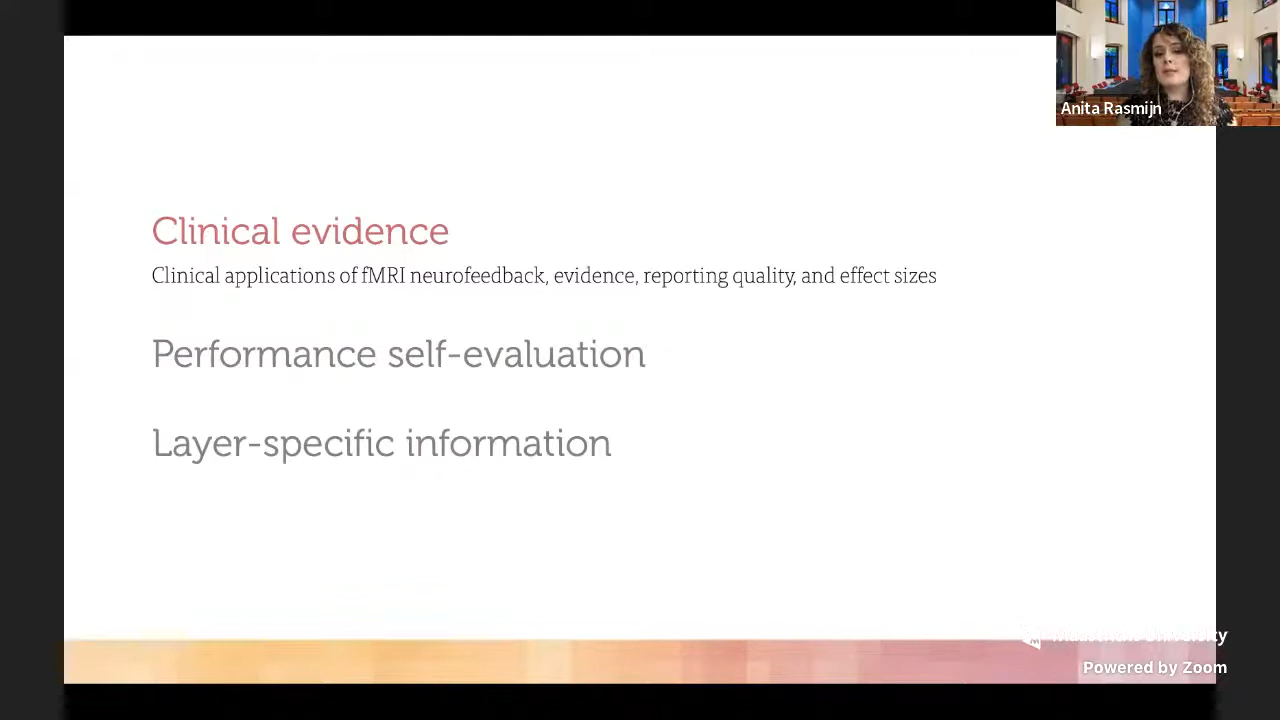 Anita Rasmijn
Clinical evidence
Clinical applications of fMRI neurofeedback, evidence, reporting quality, and effect sizes
Performance self-evaluation
Layer-specific information
University
Powered by Zoom